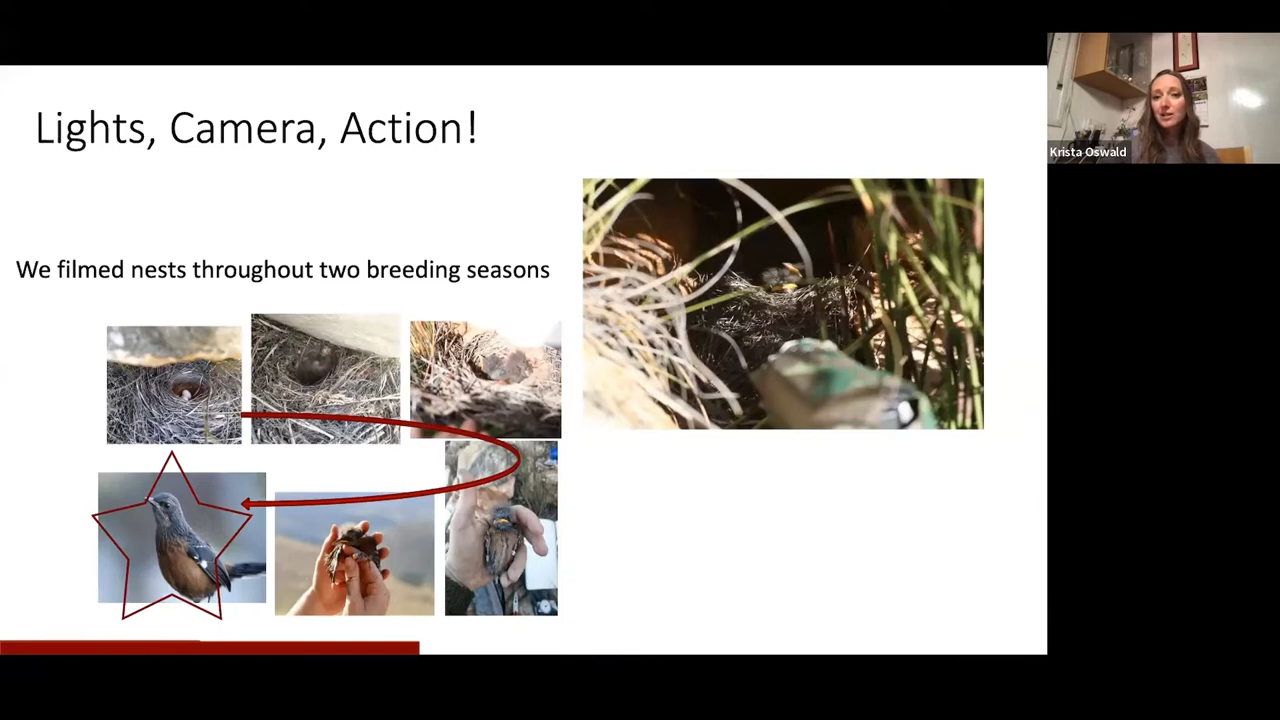 Lights, Camera, Action!
Krista Oswald
We filmed nests throughout two breeding seasons